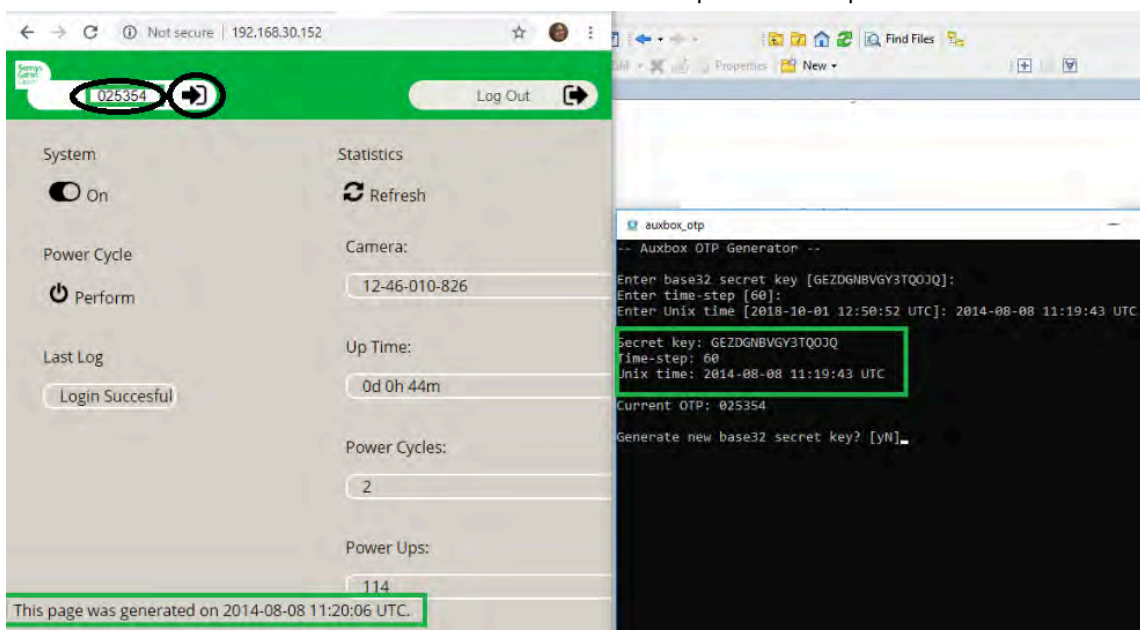 Not secure | 192.168.30.152
025354
Log Out
System
On
Power Cycle
Perform
Last Log
Login Succesful
Statistics
Refresh
Camera:
12-46-010-826
Up Time:
0d 0h 44m
Power Cycles:
2
Power Ups:
114
This page was generated on 2014-08-08 11:20:06 UTC.
Find Files
Properties New
auxbox_otp
-- Auxbox OTP Generator --
Enter base32 secret key [GEZDGNBVGY3TQOJQ]:
Enter time-step [60]:
Enter Unix time [2018-10-01 12:50:52 UTC]: 2014-08-08 11:19:43 UTC
Secret key: GEZDGNBVGY3TQOJQ
Time-step: 60
Unix time: 2014-08-08 11:19:43 UTC
Current OTP: 025354
Generate new base32 secret key? [yN]